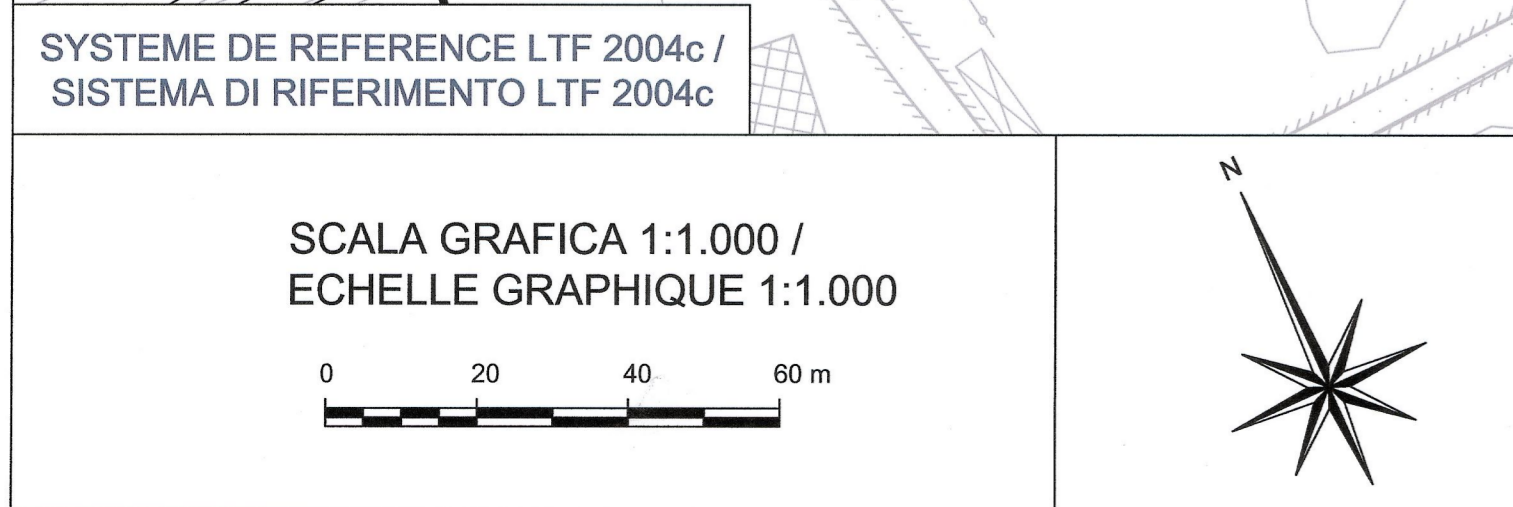 SYSTEME DE REFERENCE LTF 2004c /
SISTEMA DI RIFERIMENTO LTF 2004c
SCALA GRAFICA 1:1.000 /
ECHELLE GRAPHIQUE 1:1.000
0 20 40 60 m
N